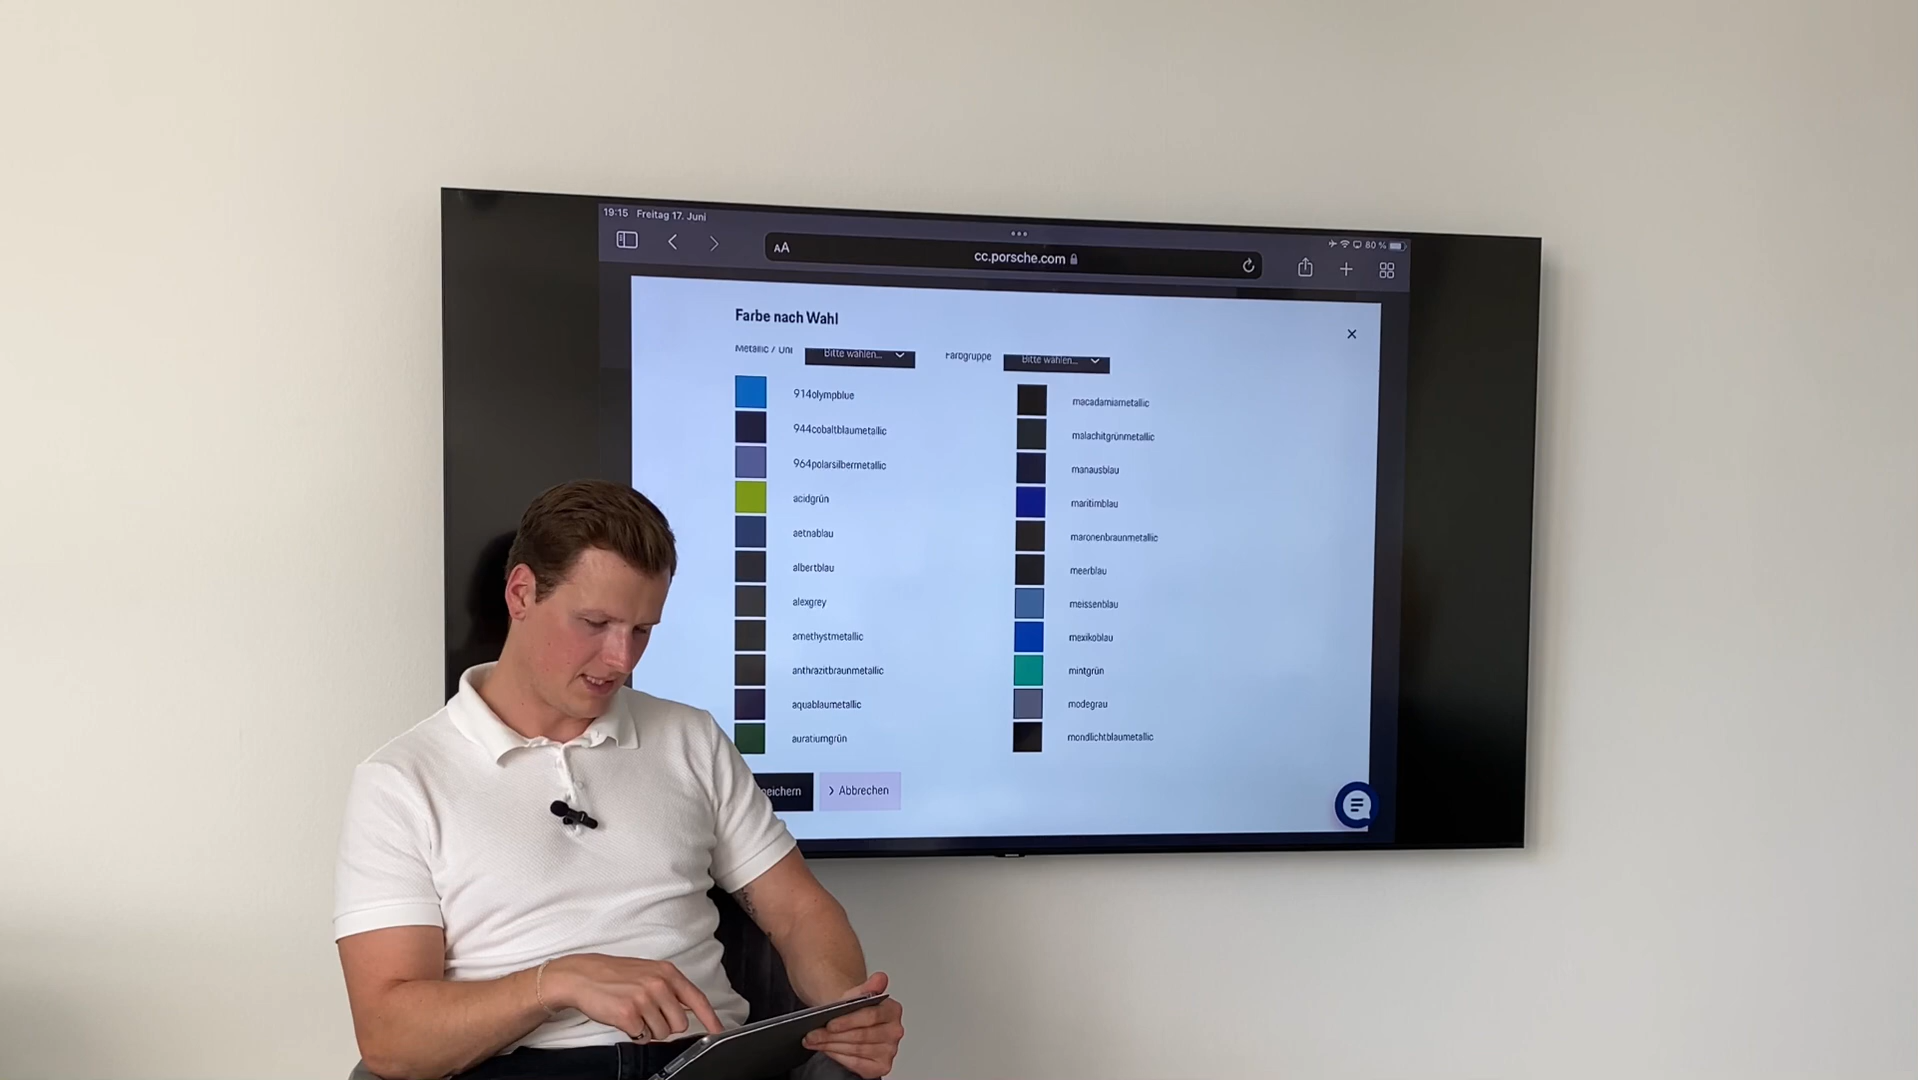 19:15 Freitag 17. Juni
80 %
AA
cc.porsche.com
Farbe nach Wahl
Metallic / Uni
Bitte wählen...
Farbgruppe
Bitte wählen...
914olympblue
944cobaltblaumetallic
964polarsilbermetallic
acidgrün
aetnablau
albertblau
alexgrey
amethystmetallic
anthrazitbraunmetallic
aquablaumetallic
auratiumgrün
macadamiametallic
malachitgrünmetallic
manausblau
maritimblau
maronenbraunmetallic
meerblau
meissenblau
mexikoblau
mintgrün
modegrau
mondlichtblaumetallic
peichern
Abbrechen